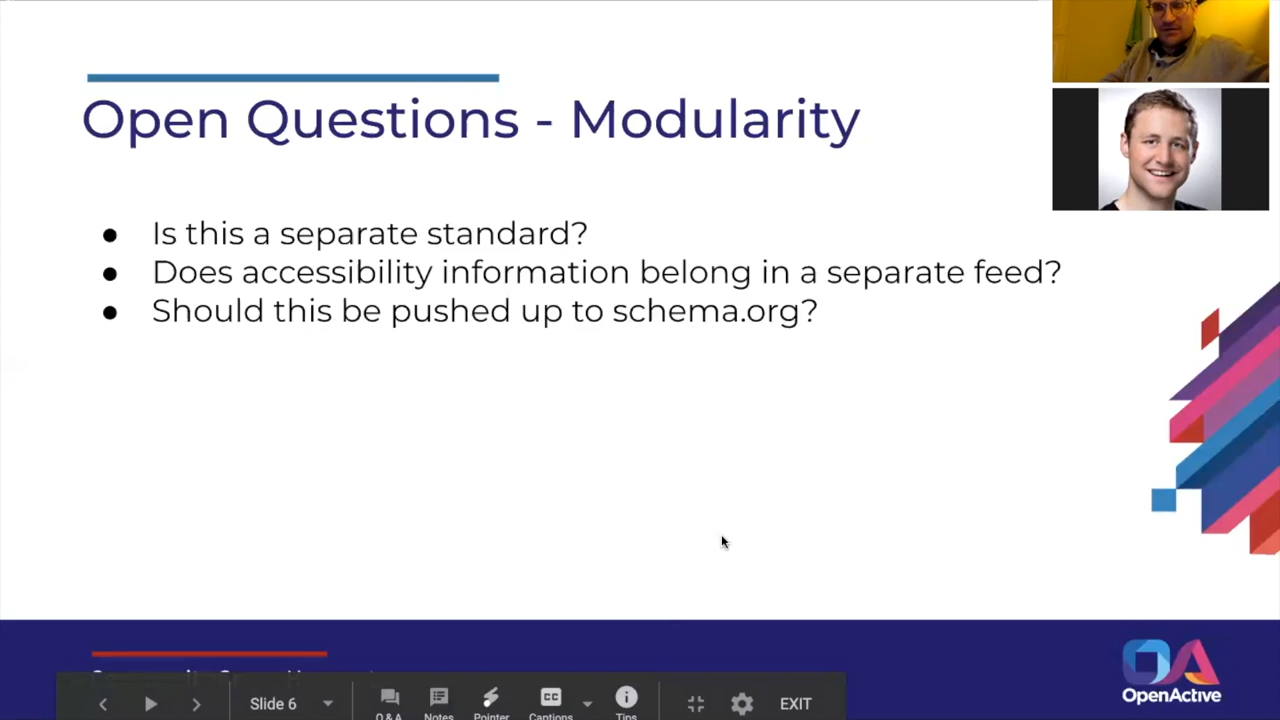 Open Questions - Modularity
● Is this a separate standard?
● Does accessibility information belong in a separate feed?
● Should this be pushed up to schema.org?
OpenActive
Slide 6
Q&A
Notes
Pointer
CC
Captions
Tips
EXIT